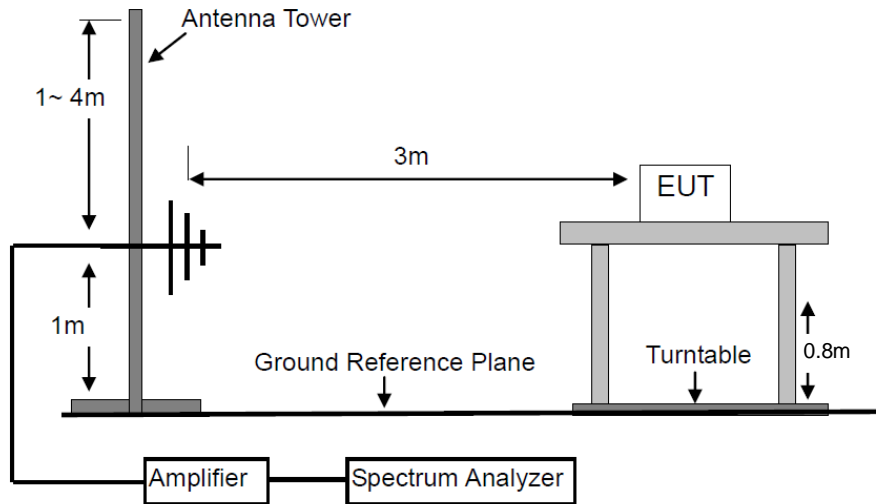 Antenna Tower
1~ 4m
3m
EUT
1m
Ground Reference Plane
Turntable
0.8m
Amplifier
Spectrum Analyzer